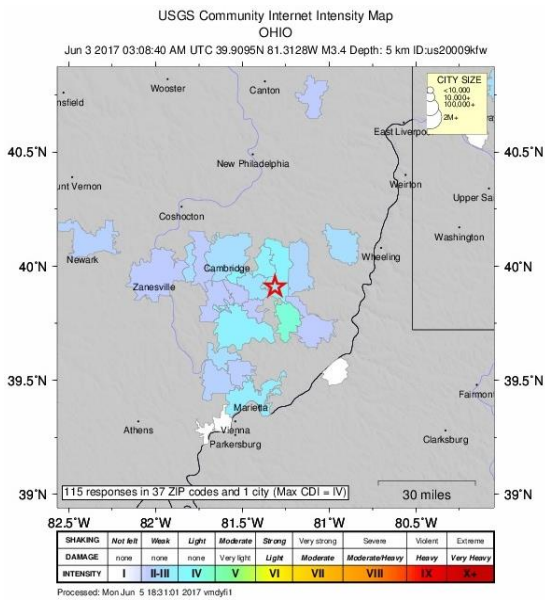 USGS Community Internet Intensity Map
OHIO
Jun 3 2017 03:08:40 AM UTC 39.9095N 81.3128W M3.4 Depth: 5 km ID:us20009kfw
CITY SIZE
<10,000
10,000+
100,000+
2M+
Wooster
Canton
nsfield
East Liverpoo
40.5°N
40.5°N
New Philadelphia
unt Vernon
Weirton
Upper Sa
Coshocton
Washington
Newark
Wheeling
40°N
40°N
Cambridge
Zanesville
39.5°N
39.5°N
Fairmon
Marietta
Athens
Vienna
Parkersburg
Clarksburg
39°N
39°N
115 responses in 37 ZIP codes and 1 city (Max CDI = IV)
30 miles
82.5°W 82°W 81.5°W 81°W 80.5°W
SHAKING Not felt Weak Light Moderate Strong Very strong Severe Violent Extreme
DAMAGE none none none Very light Light Moderate Moderate/Heavy Heavy Very Heavy
INTENSITY I II-III IV V VI VII VIII IX X+
Processed: Mon Jun 5 18:31:01 2017 vmdyfi1